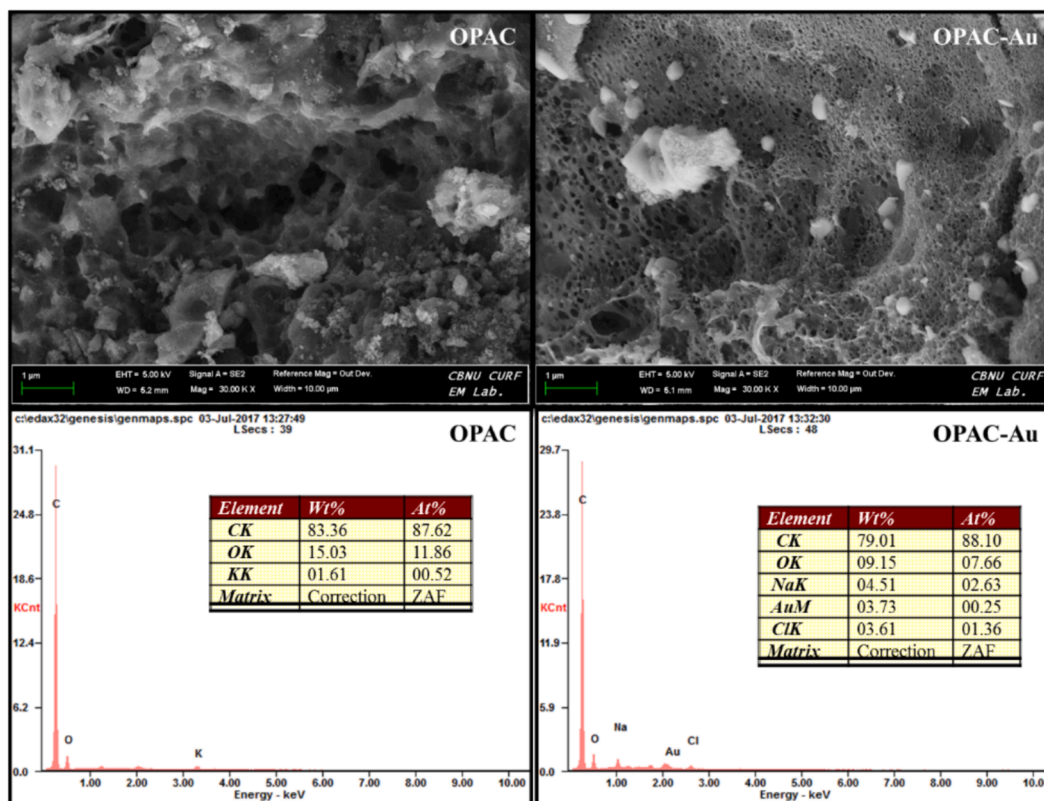 OPAC
1 µm
EHT = 5.00 kV Signal A = SE2 Reference Mag = Out Dev.
WD = 5.2 mm Mag = 30.00 K X Width = 10.00 µm
CBNU CURF
EM Lab.
OPAC-Au
1 µm
EHT = 5.00 kV Signal A = SE2 Reference Mag = Out Dev.
WD = 5.1 mm Mag = 30.00 K X Width = 10.00 µm
CBNU CURF
EM Lab.
c:\edax32\genesis\genmaps.spc 03-Jul-2017 13:27:49
LSecs : 39
OPAC
31.1
24.8
18.6
KCnt
12.4
6.2
0.0
C
O
K
Element Wt% At%
CK 83.36 87.62
OK 15.03 11.86
KK 01.61 00.52
Matrix Correction ZAF
1.00 2.00 3.00 4.00 5.00 6.00 7.00 8.00 9.00 10.00
Energy - keV
c:\edax32\genesis\genmaps.spc 03-Jul-2017 13:32:30
LSecs : 48
OPAC-Au
29.7
23.8
17.8
KCnt
11.9
5.9
0.0
C
O
Na
Au
Cl
Element Wt% At%
CK 79.01 88.10
OK 09.15 07.66
NaK 04.51 02.63
AuM 03.73 00.25
ClK 03.61 01.36
Matrix Correction ZAF
1.00 2.00 3.00 4.00 5.00 6.00 7.00 8.00 9.00 10.0
Energy - keV